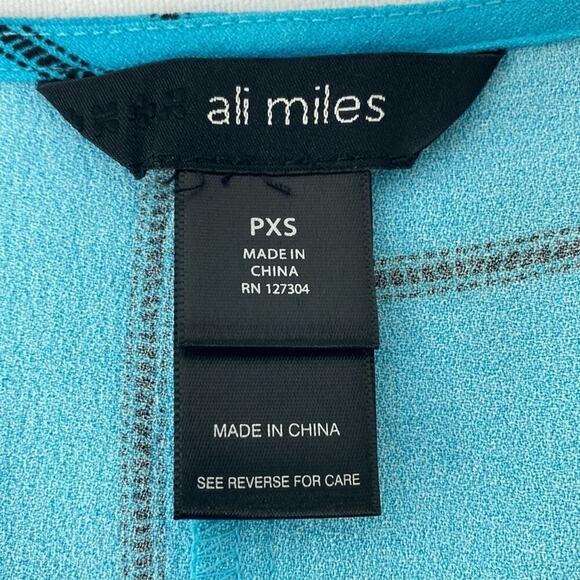 ali miles
PXS
MADE IN
CHINA
RN 127304
MADE IN CHINA
SEE REVERSE FOR CARE